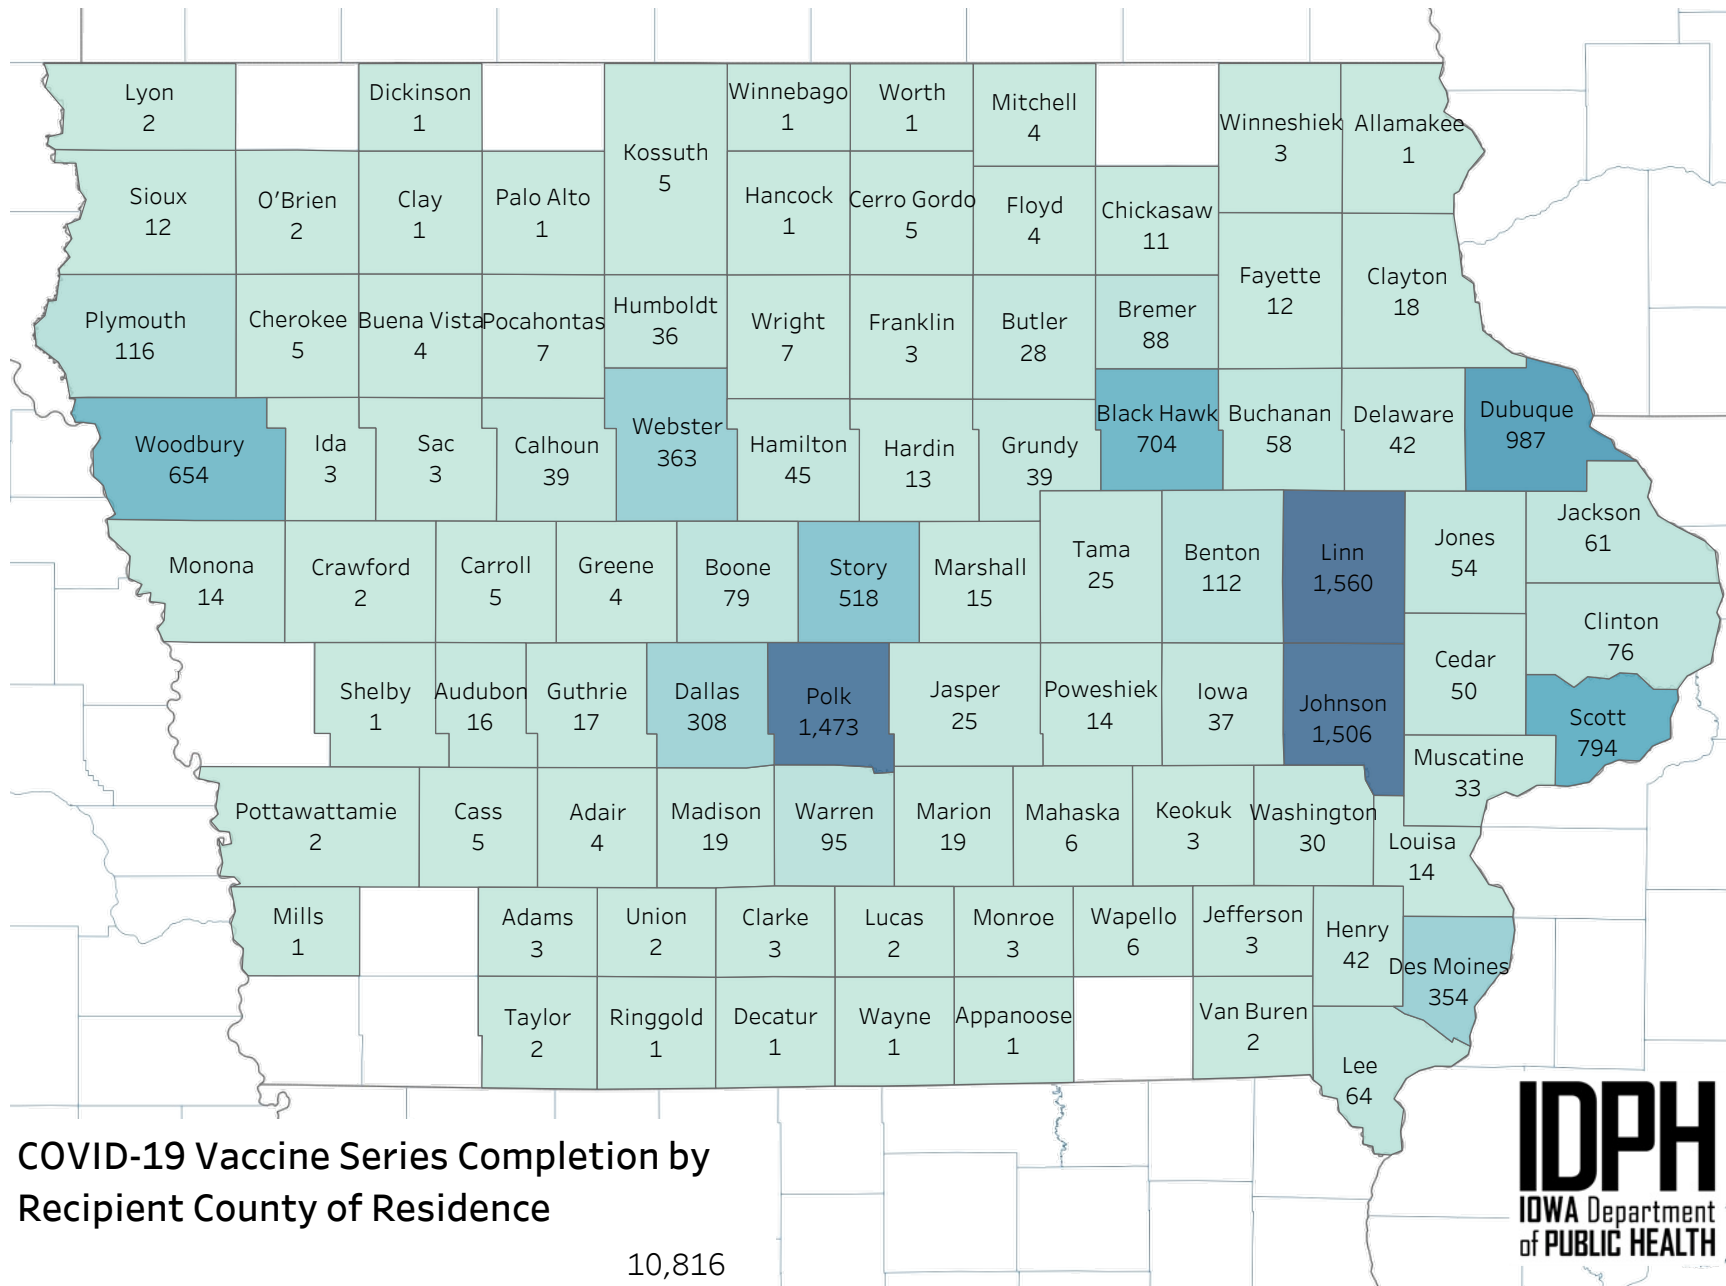 Lyon
2
Dickinson
1
Kossuth
5
Winnebago
1
Worth
1
Mitchell
4
Winneshiek
3
Allamakee
1
Sioux
12
O'Brien
2
Clay
1
Palo Alto
1
Hancock
1
Cerro Gordo
5
Floyd
4
Chickasaw
11
Fayette
12
Clayton
18
Plymouth
116
Cherokee
5
Buena Vista
4
Pocahontas
7
Humboldt
36
Wright
7
Franklin
3
Butler
28
Bremer
88
Woodbury
654
Ida
3
Sac
3
Calhoun
39
Webster
363
Hamilton
45
Hardin
13
Grundy
39
Black Hawk
704
Buchanan
58
Delaware
42
Dubuque
987
Monona
14
Crawford
2
Carroll
5
Greene
4
Boone
79
Story
518
Marshall
15
Tama
25
Benton
112
Linn
1,560
Jones
54
Jackson
61
Clinton
76
Shelby
1
Audubon
16
Guthrie
17
Dallas
308
Polk
1,473
Jasper
25
Poweshiek
14
Iowa
37
Johnson
1,506
Cedar
50
Scott
794
Muscatine
33
Pottawattamie
2
Cass
5
Adair
4
Madison
19
Warren
95
Marion
19
Mahaska
6
Keokuk
3
Washington
30
Louisa
14
Mills
1
Adams
3
Union
2
Clarke
3
Lucas
2
Monroe
3
Wapello
6
Jefferson
3
Henry
42
Des Moines
354
Taylor
2
Ringgold
1
Decatur
1
Wayne
1
Appanoose
1
Van Buren
2
Lee
64
COVID-19 Vaccine Series Completion by
Recipient County of Residence
10,816
IDPH
IOWA Department
of PUBLIC HEALTH